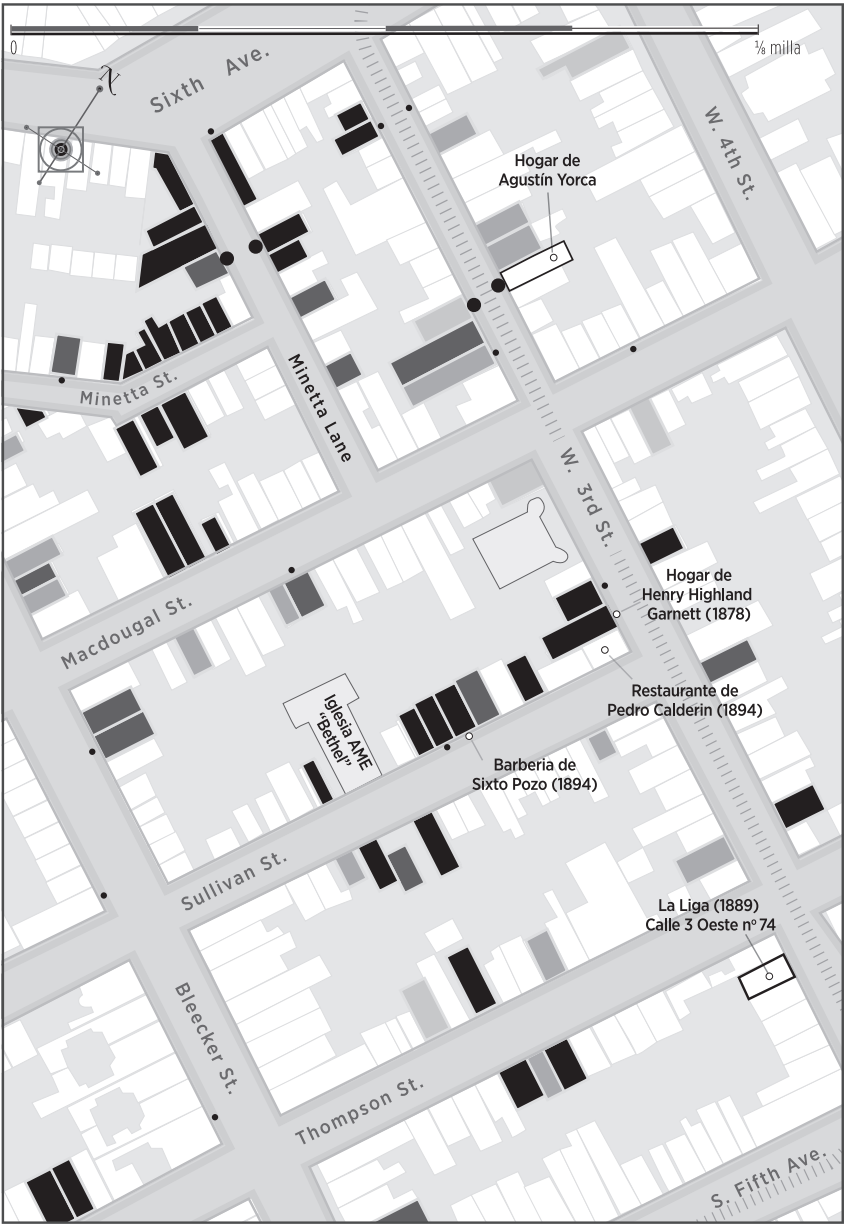 0
⅛ milla
N
Sixth Ave.
W. 4th St.
Hogar de
Agustín Yorca
Minetta St.
Minetta Lane
W. 3rd St.
Hogar de
Henry Highland
Garnett (1878)
Macdougal St.
Restaurante de
Pedro Calderin (1894)
Iglesia AME
"Bethel"
Barberia de
Sixto Pozo (1894)
Sullivan St.
La Liga (1889)
Calle 3 Oeste nº 74
Bleecker St.
Thompson St.
S. Fifth Ave.